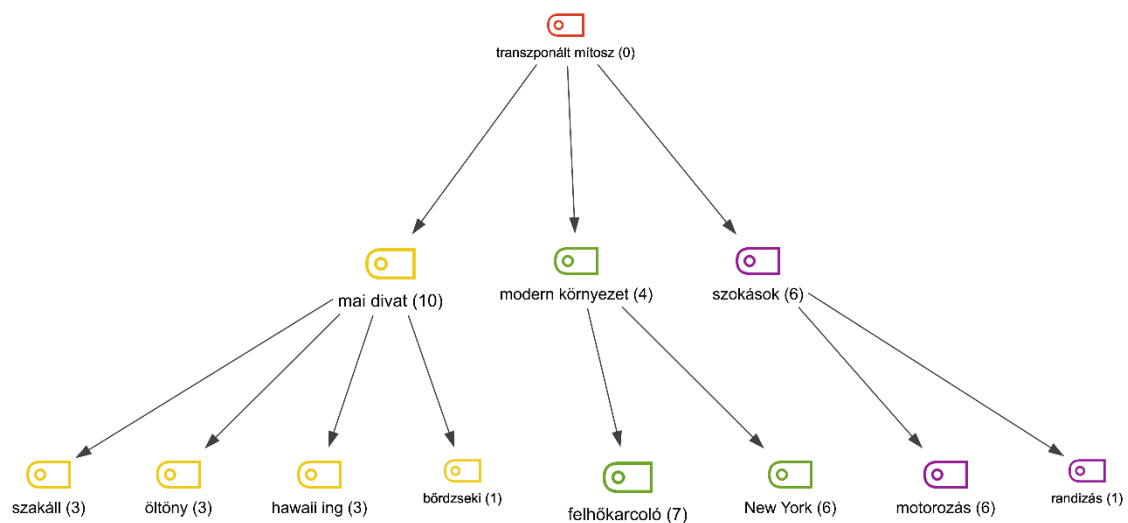 transzponált mítosz (0)
mai divat (10)
modern környezet (4)
szokások (6)
szakáll (3)
öltöny (3)
hawaii ing (3)
bőrdzseki (1)
felhőkarcoló (7)
New York (6)
motorozás (6)
randizás (1)